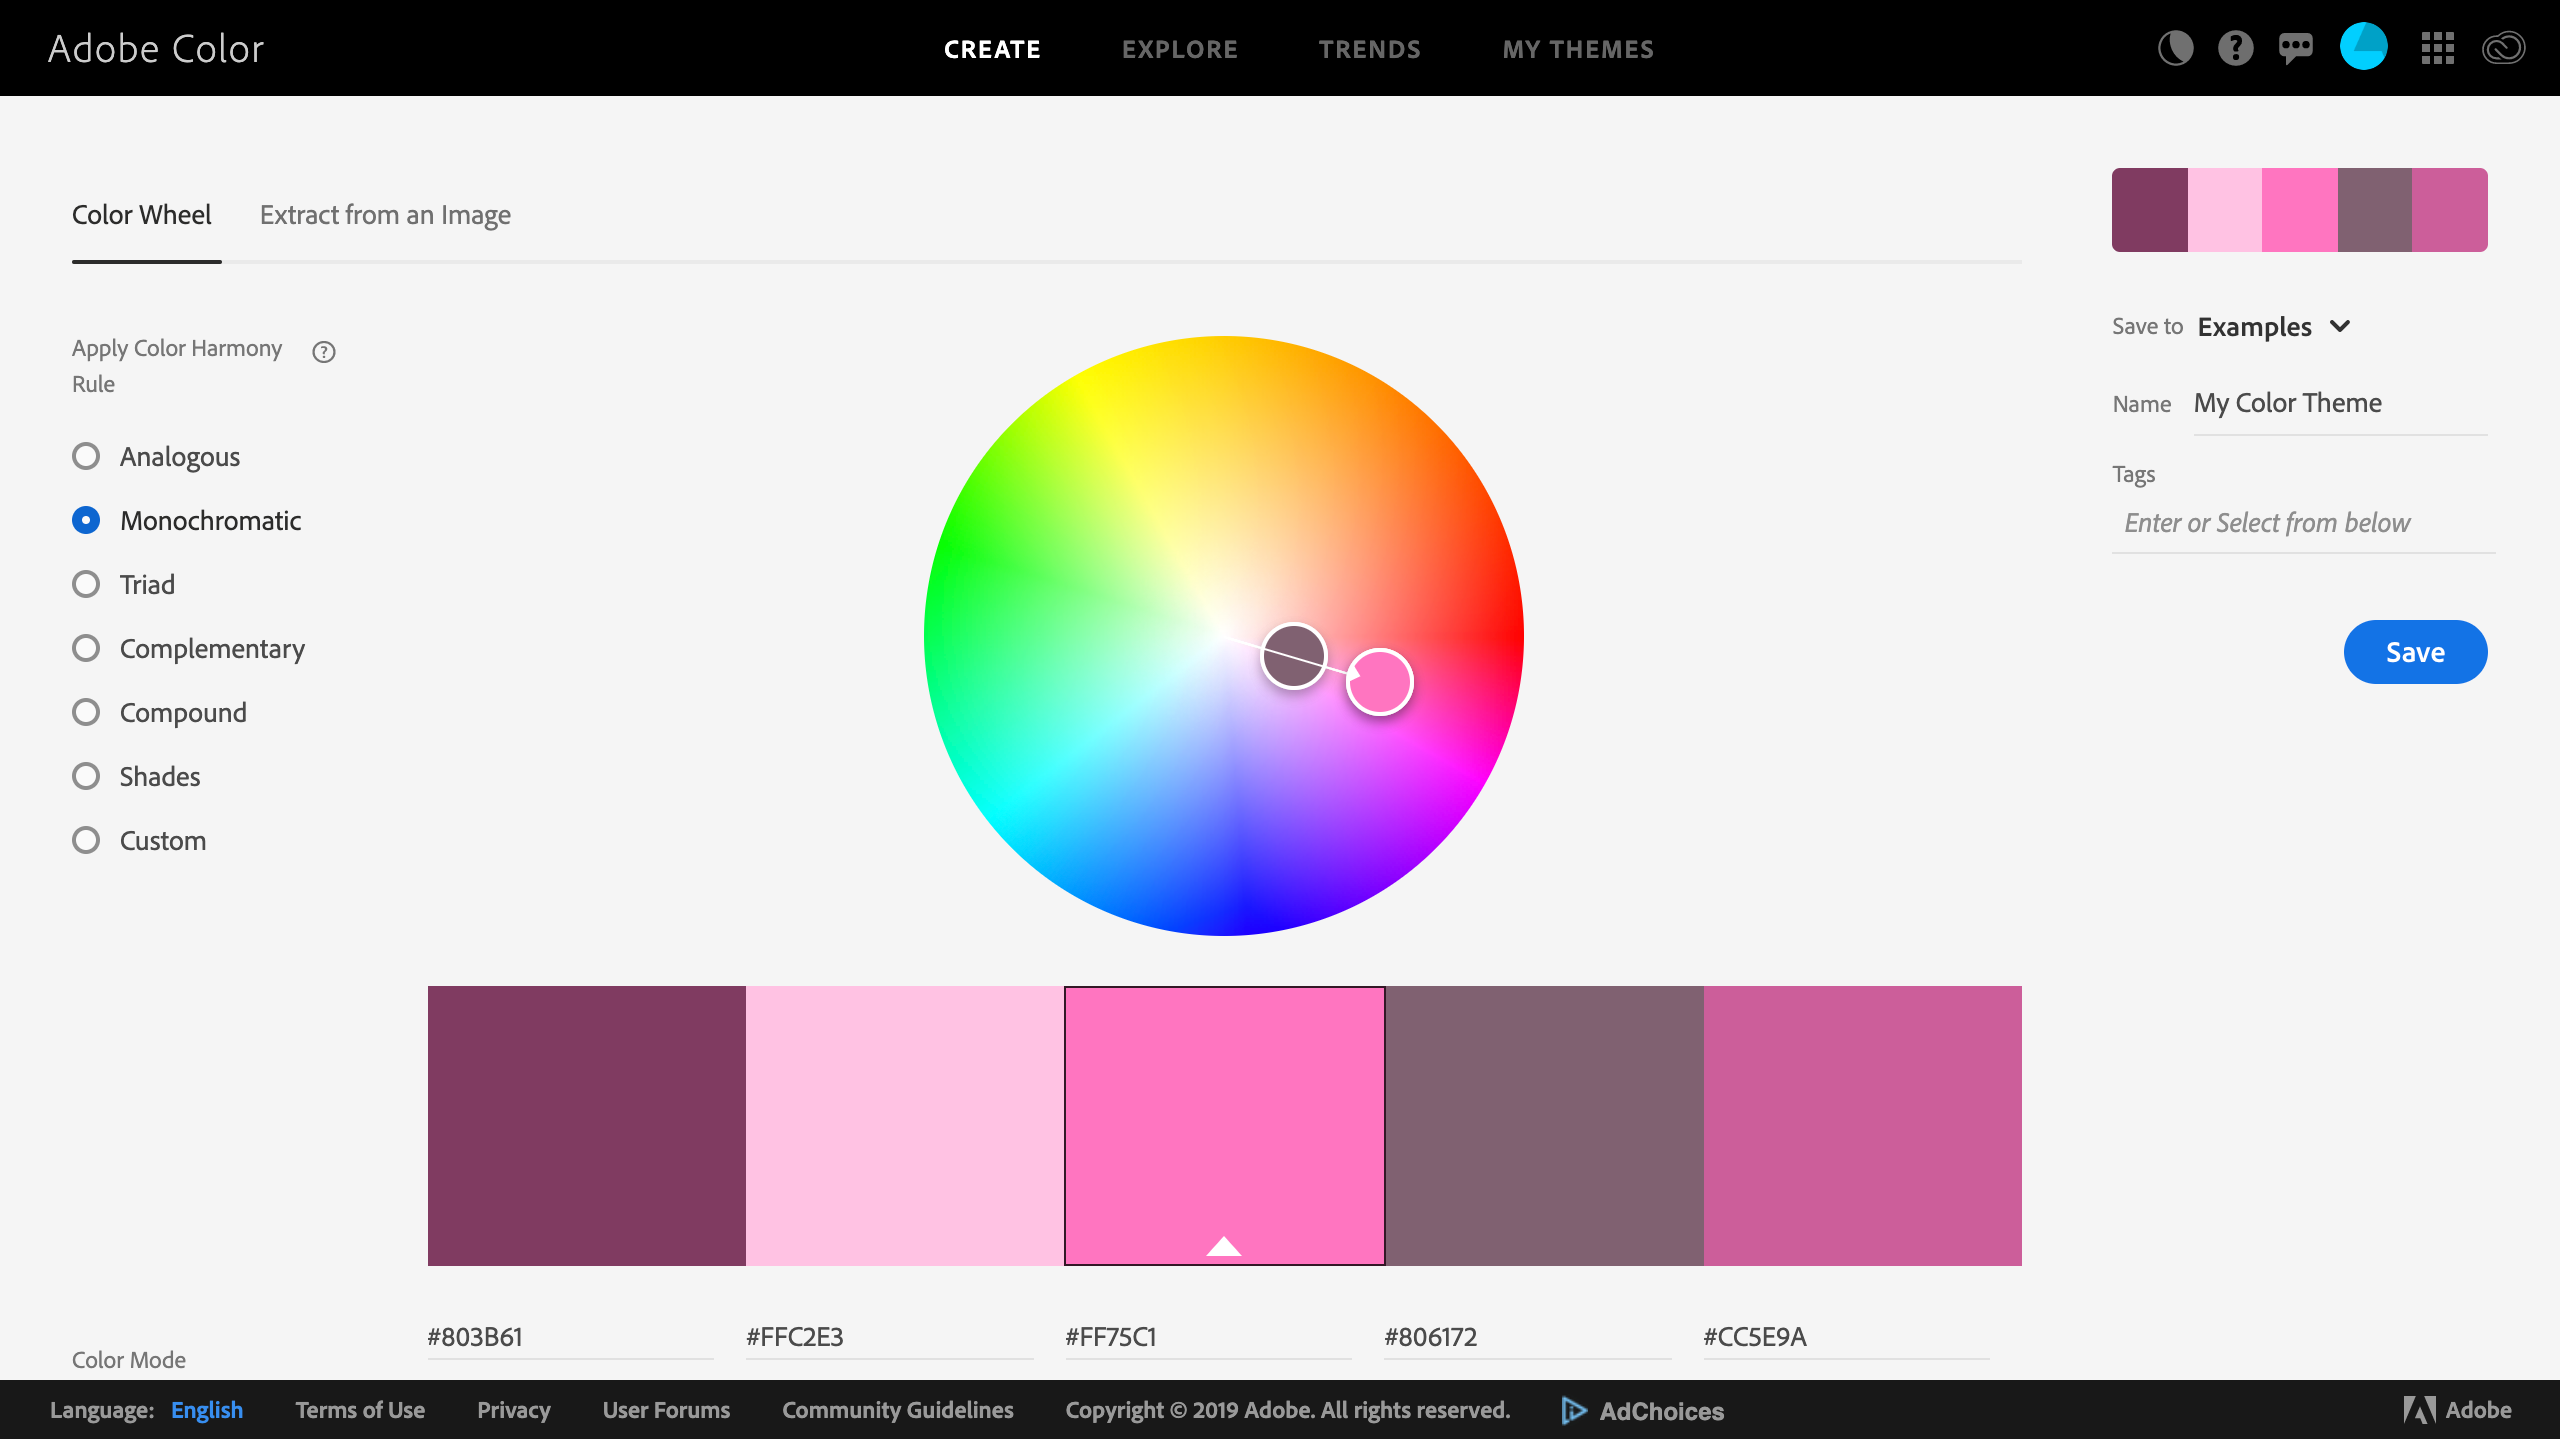 Adobe Color
CREATE
EXPLORE
TRENDS
MY THEMES
Color Wheel
Extract from an Image
Apply Color Harmony
Rule
Analogous
Monochromatic
Triad
Complementary
Compound
Shades
Custom
Save to Examples
Name My Color Theme
Tags
Enter or Select from below
Save
#803B61
#FFC2E3
#FF75C1
#806172
#CC5E9A
Color Mode
Language: English
Terms of Use
Privacy
User Forums
Community Guidelines
Copyright © 2019 Adobe. All rights reserved.
AdChoices
Adobe